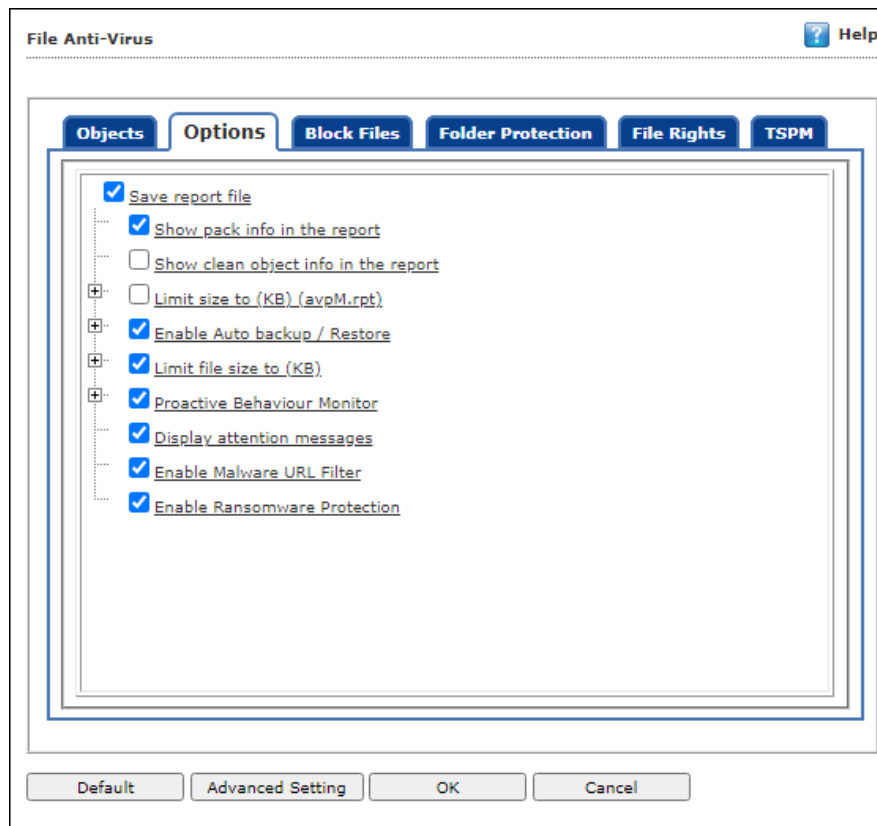 File Anti-Virus
Help
Objects Options Block Files Folder Protection File Rights TSPM
Save report file
Show pack info in the report
Show clean object info in the report
Limit size to (KB) (avpM.rpt)
Enable Auto backup / Restore
Limit file size to (KB)
Proactive Behaviour Monitor
Display attention messages
Enable Malware URL Filter
Enable Ransomware Protection
Default Advanced Setting OK Cancel